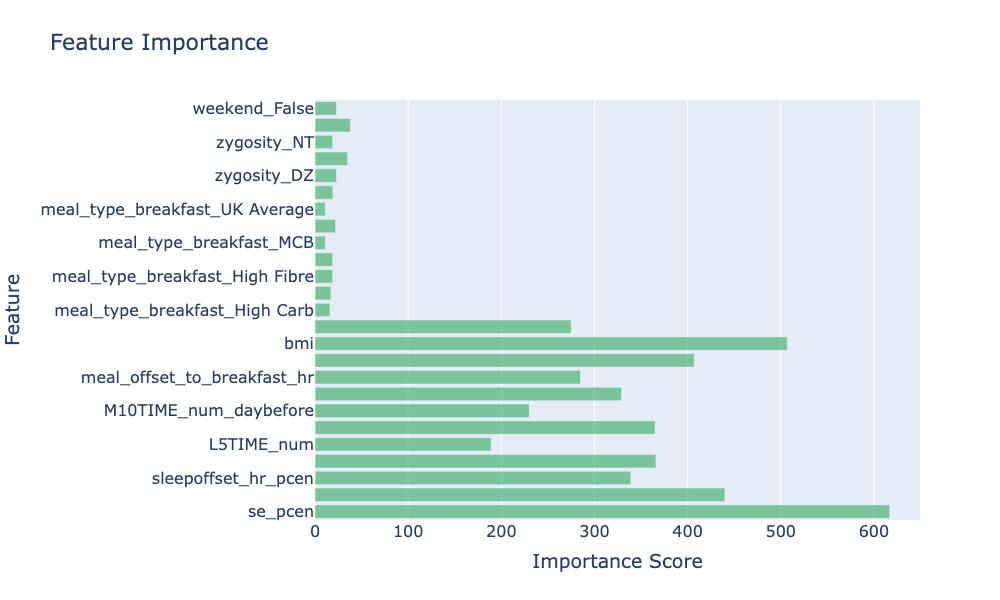 Feature Importance
weekend_False
zygosity_NT
zygosity_DZ
meal_type_breakfast_UK Average
meal_type_breakfast_MCB
meal_type_breakfast_High Fibre
meal_type_breakfast_High Carb
bmi
meal_offset_to_breakfast_hr
M10TIME_num_daybefore
L5TIME_num
sleepoffset_hr_pcen
se_pcen
Feature
0 100 200 300 400 500 600
Importance Score